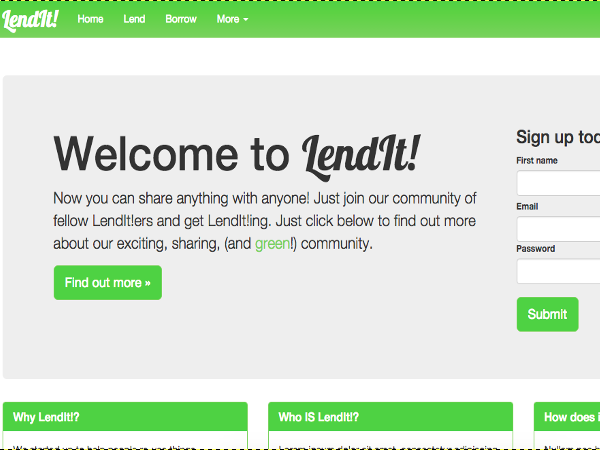 LendIt! Home Lend Borrow More
Welcome to LendIt!
Now you can share anything with anyone! Just join our community of
fellow LendIt!ers and get LendIt!ing. Just click below to find out more
about our exciting, sharing, (and green!) community.
Find out more »
Sign up tod
First name
Email
Password
Submit
Why LendIt!?
Who IS LendIt!?
How does i